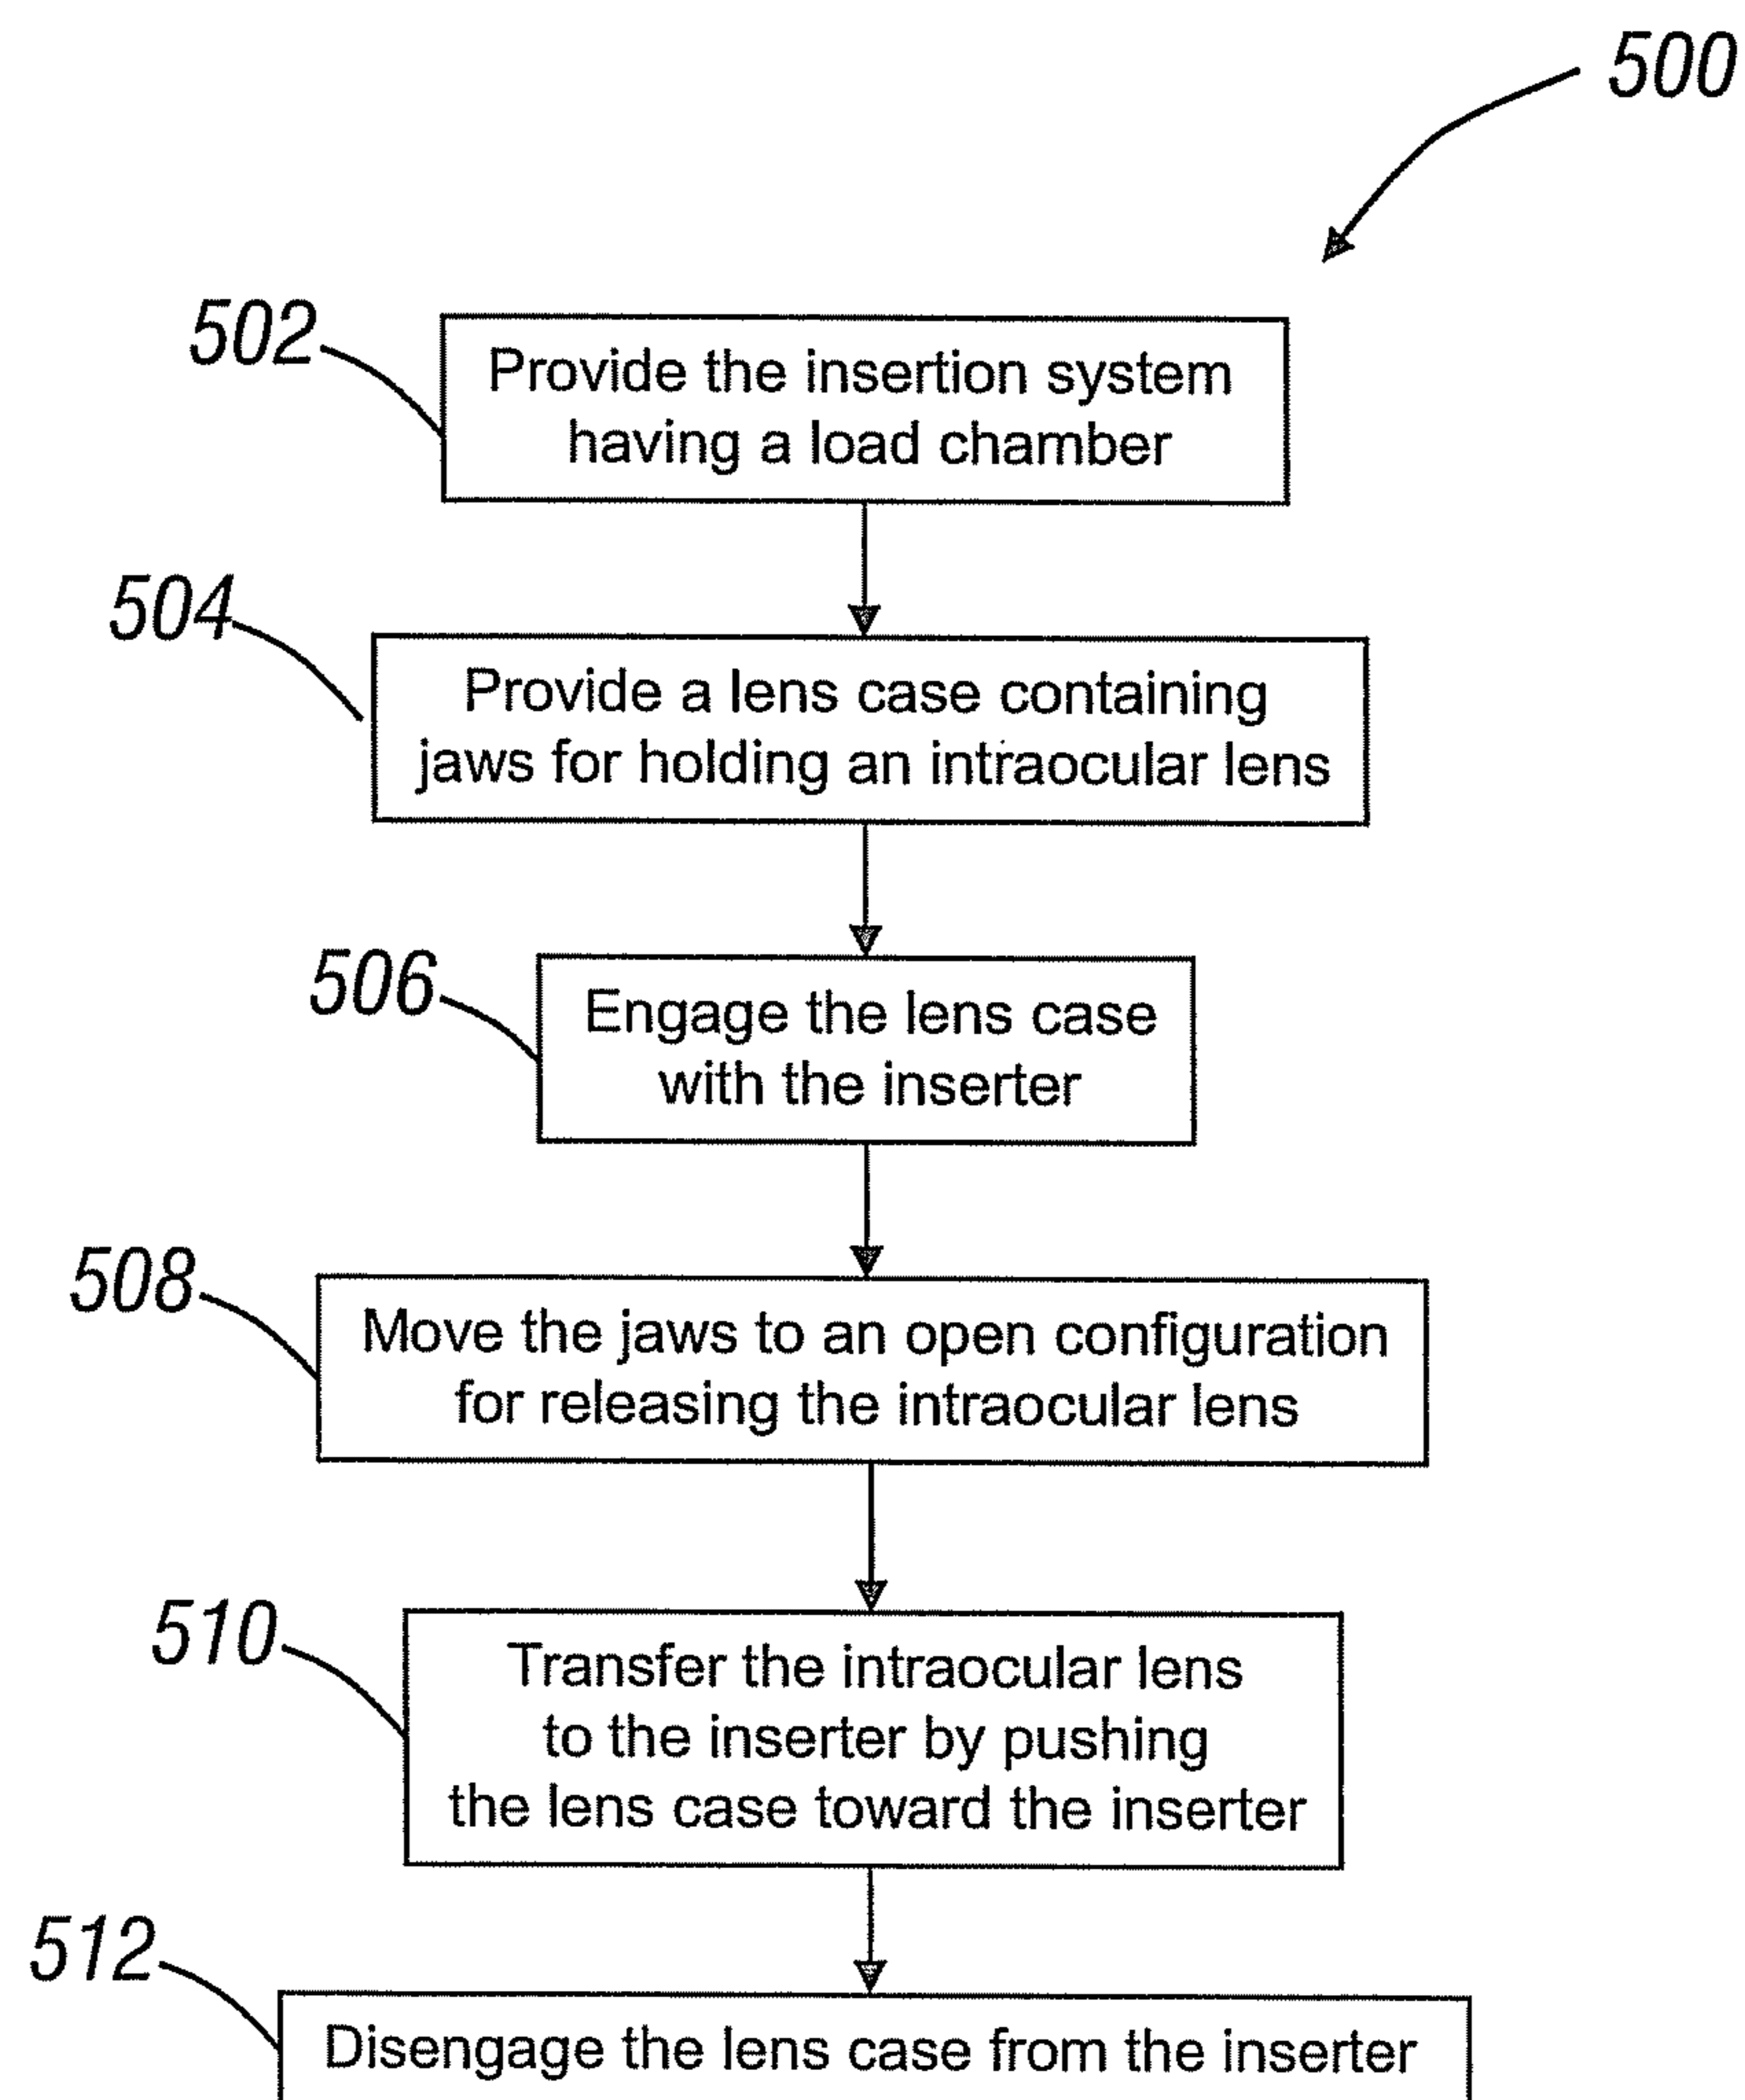 500
502
Provide the insertion system
having a load chamber
504
Provide a lens case containing
jaws for holding an intraocular lens
506
Engage the lens case
with the inserter
508
Move the jaws to an open configuration
for releasing the intraocular lens
510
Transfer the intraocular lens
to the inserter by pushing
the lens case toward the inserter
512
Disengage the lens case from the inserter